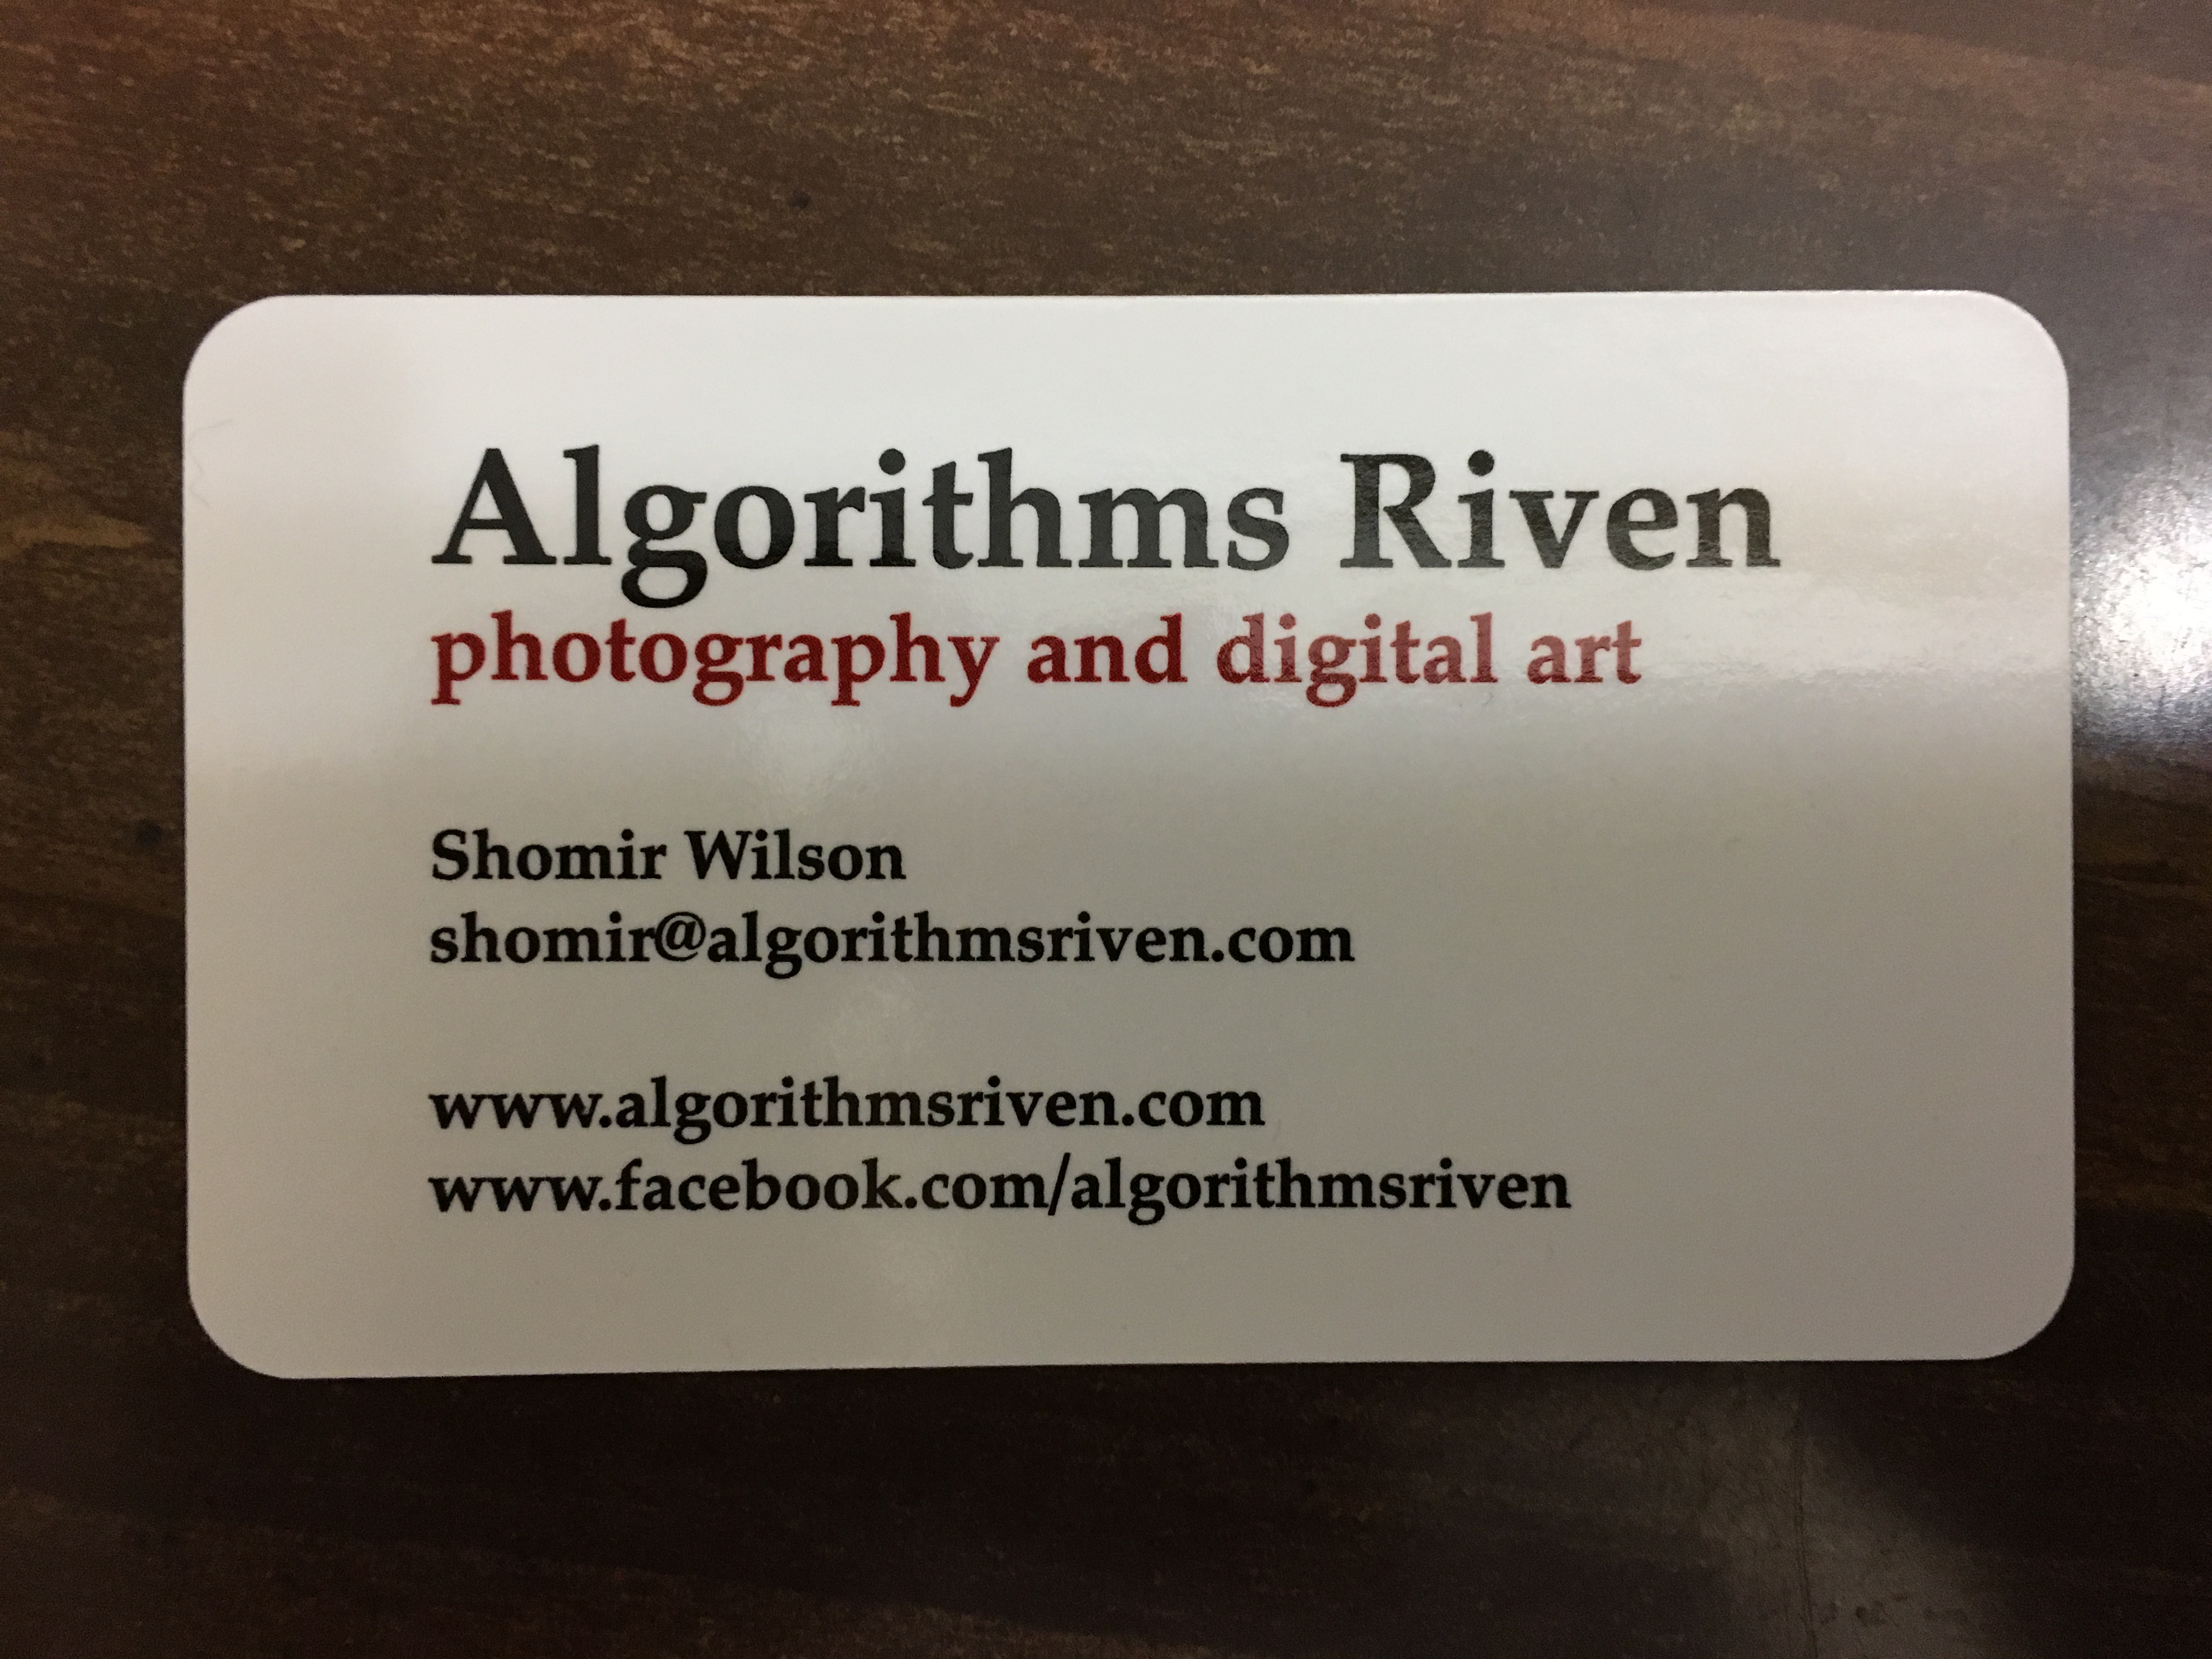 Algorithms Riven
photography and digital art
Shomir Wilson
shomir@algorithmsriven.com
www.algorithmsriven.com
www.facebook.com/algorithmsriven